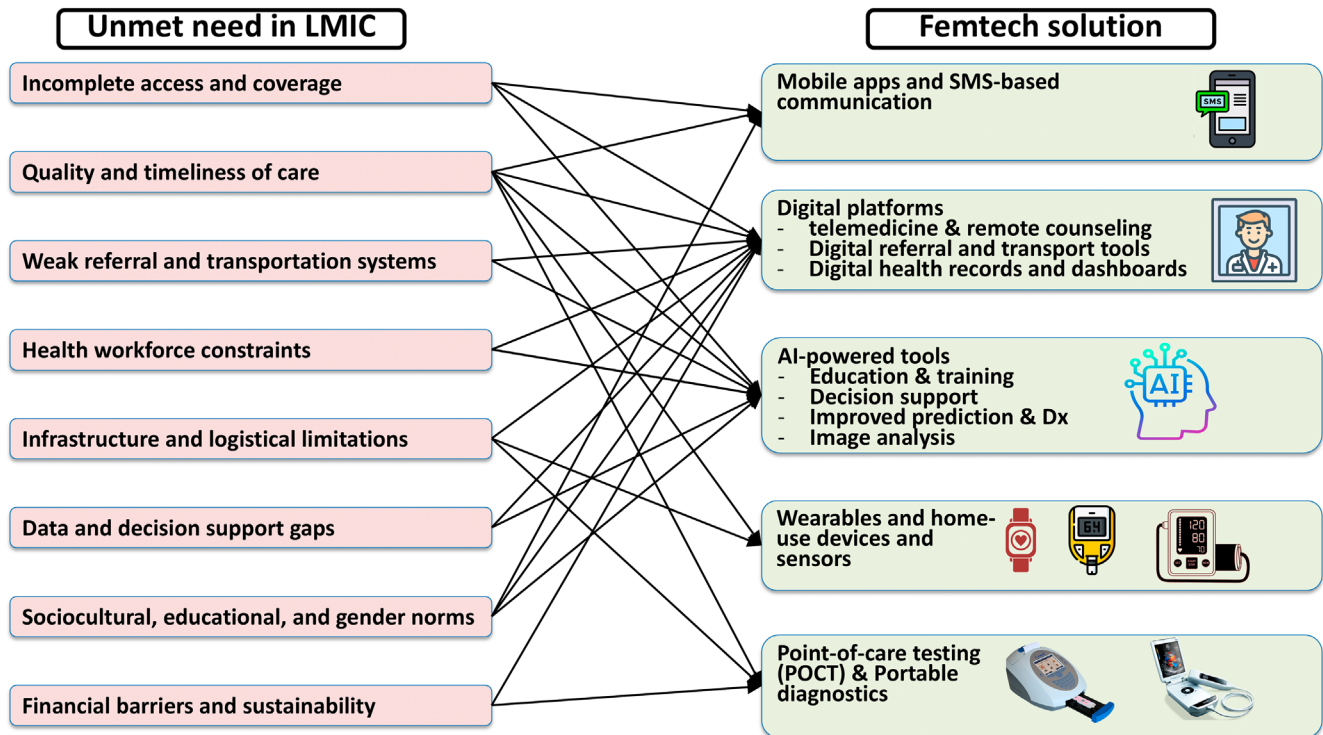 Unmet need in LMIC
Femtech solution
Incomplete access and coverage
Quality and timeliness of care
Weak referral and transportation systems
Health workforce constraints
Infrastructure and logistical limitations
Data and decision support gaps
Sociocultural, educational, and gender norms
Financial barriers and sustainability
Mobile apps and SMS-based
communication
SMS
Digital platforms
- telemedicine & remote counseling
- Digital referral and transport tools
- Digital health records and dashboards
AI-powered tools
- Education & training
- Decision support
- Improved prediction & Dx
- Image analysis
AI
Wearables and home-
use devices and
sensors
6.4
120
80
70
Point-of-care testing
(POCT) & Portable
diagnostics